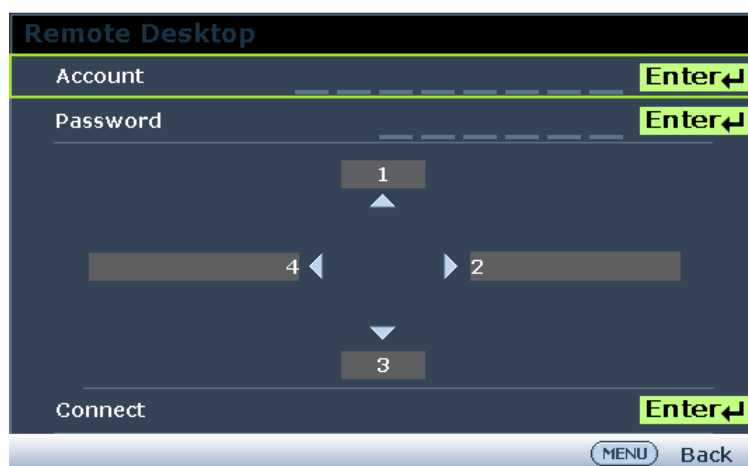 Remote Desktop
Account Enter
Password Enter
1
4 2
3
Connect Enter
MENU Back